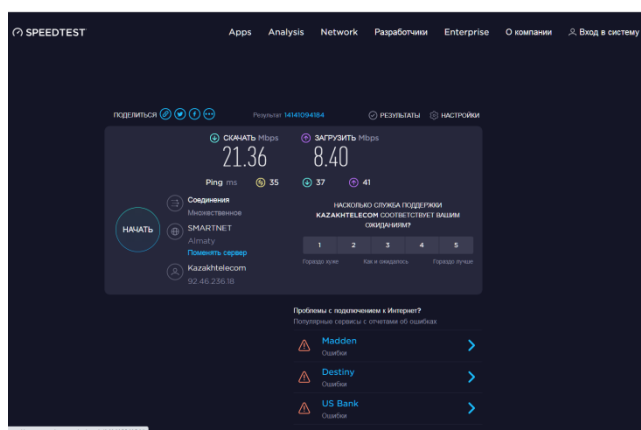 SPEEDTEST Apps Analysis Network Разработчики Enterprise О компании Вход в систему
ПОДЕЛИТЬСЯ Результат 14141094184 РЕЗУЛЬТАТЫ НАСТРОЙКИ
СКАЧАТЬ Mbps ЗАГРУЗИТЬ Mbps
21.36 8.40
Ping ms 35 37 41
НАЧАТЬ
Соединения
Множественное
SMARTNET
Almaty
Поменять сервер
Kazakhtelecom
92.46.236.18
НАСКОЛЬКО СЛУЖБА ПОДДЕРЖКИ
KAZAKHTELECOM СООТВЕТСТВУЕТ ВАШИМ
ОЖИДАНИЯМ?
1 2 3 4 5
Гораздо хуже Как и ожидалось Гораздо лучше
Проблемы с подключением к Интернет?
Популярные сервисы с отчетами об ошибках
Madden
Ошибки
Destiny
Ошибки
US Bank
Ошибки